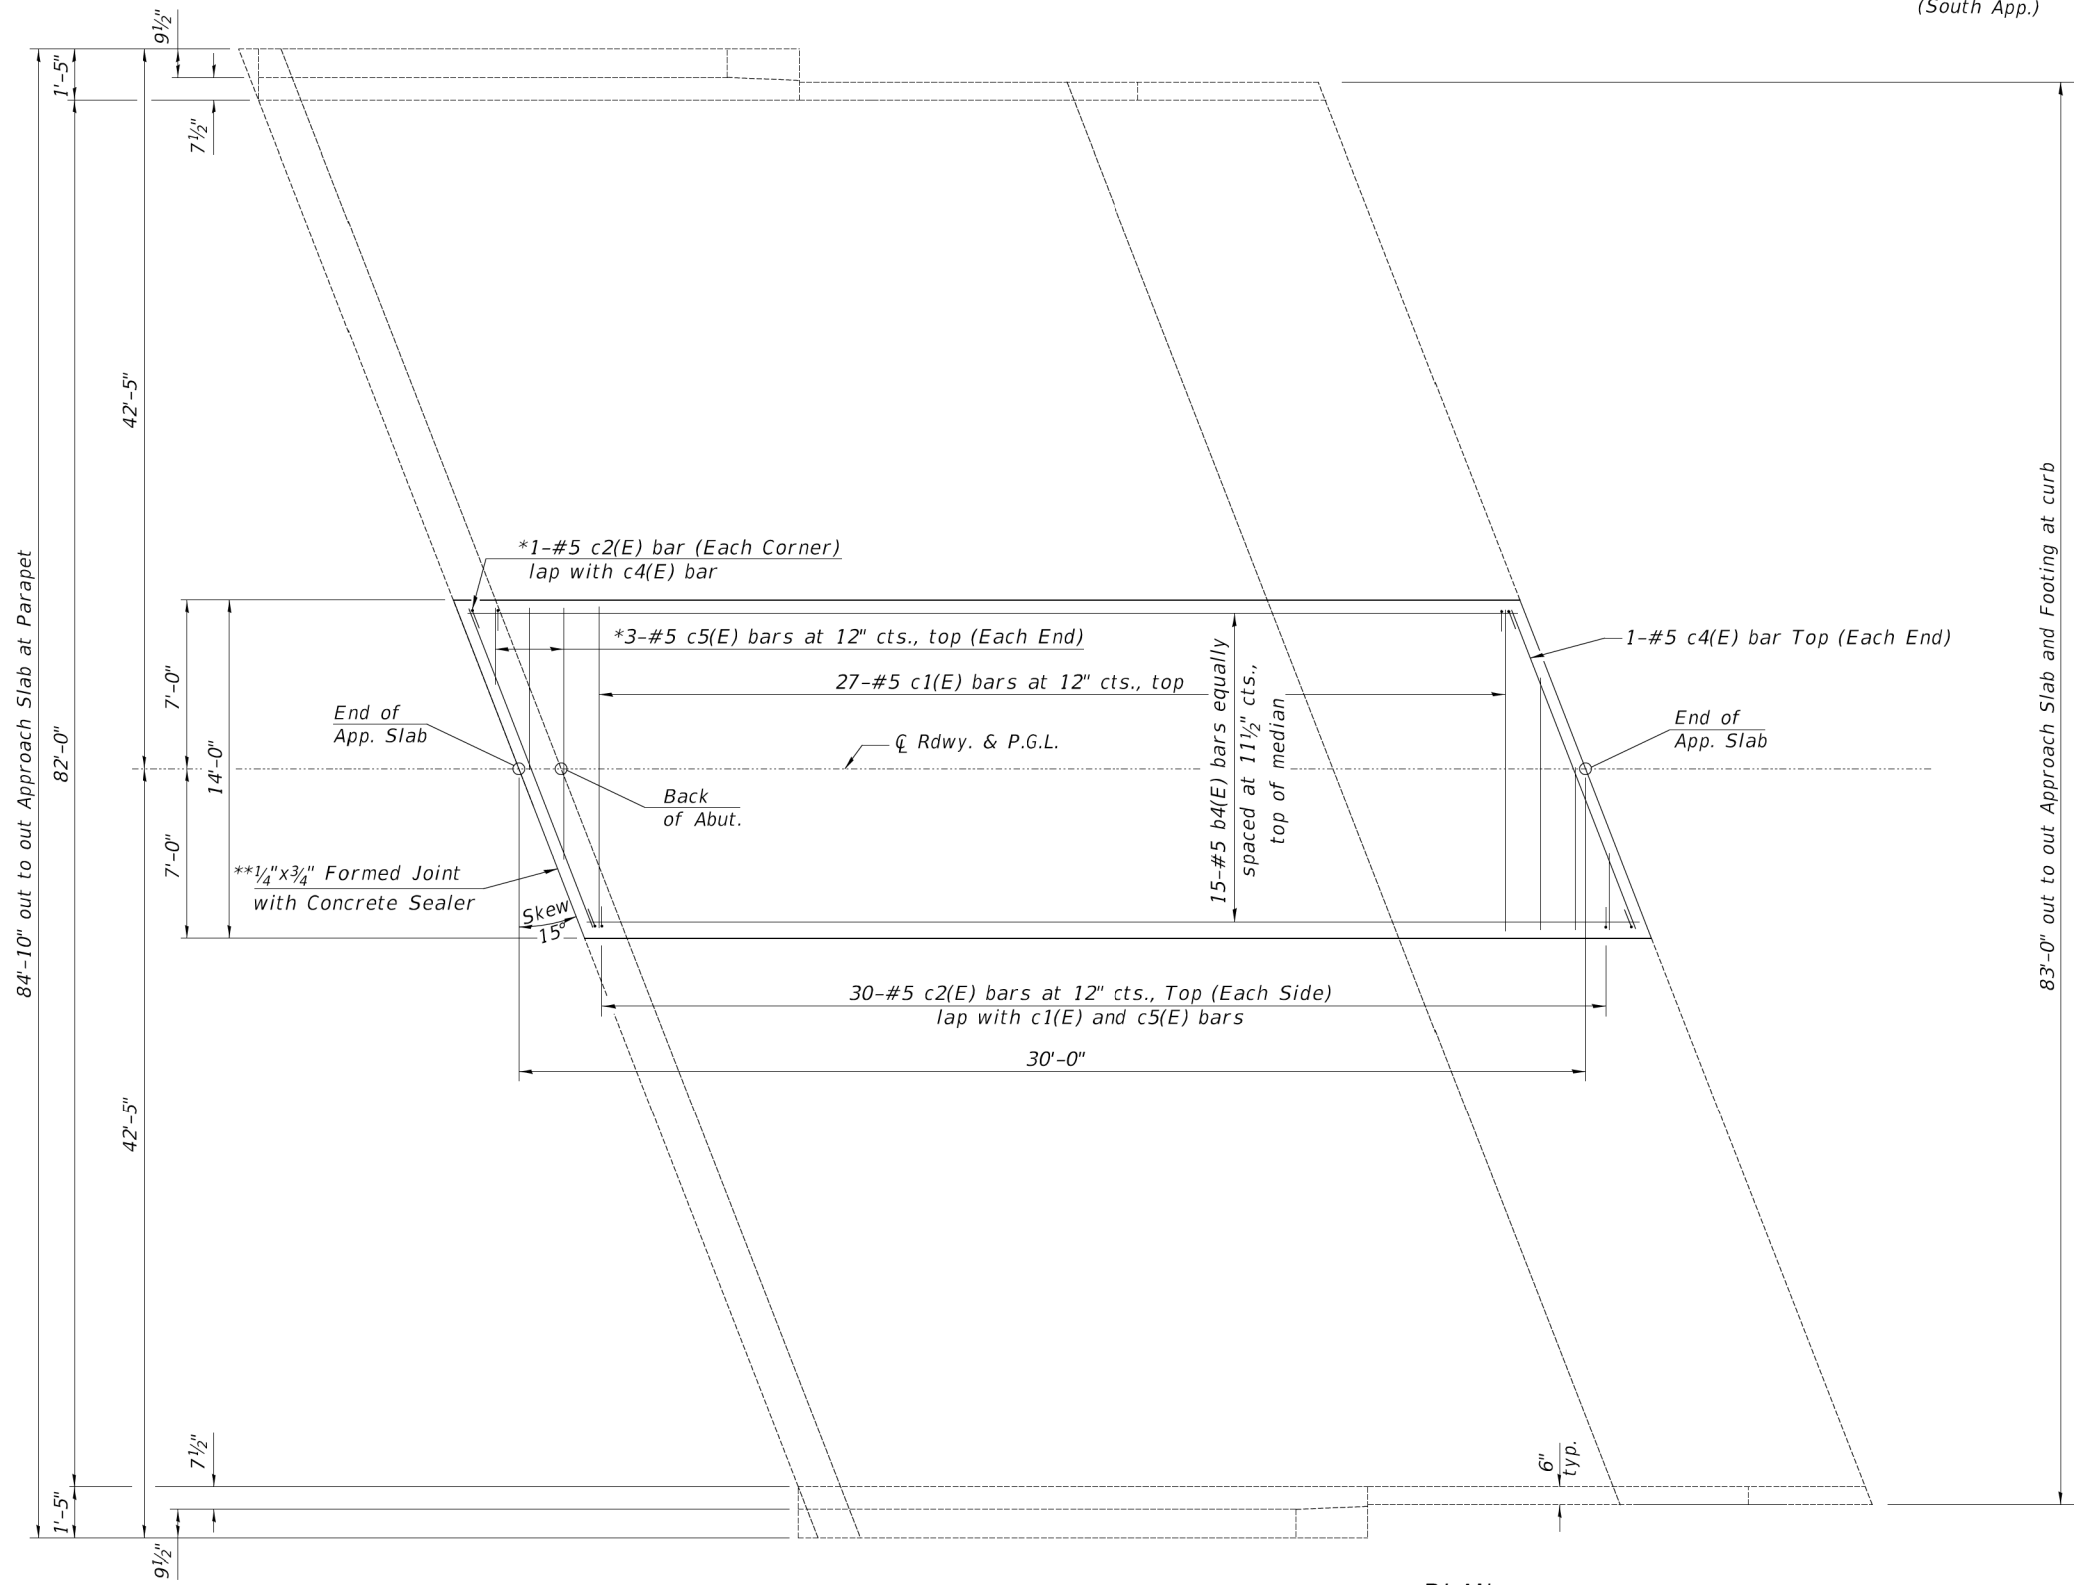 (South App.)
9½"
1'-5"
7½"
42'-5"
84'-10" out to out Approach Slab at Parapet
82'-0"
7'-0"
14'-0"
7'-0"
42'-5"
*1-#5 c2(E) bar (Each Corner)
lap with c4(E) bar
*3-#5 c5(E) bars at 12" cts., top (Each End)
27-#5 c1(E) bars at 12" cts., top
1-#5 c4(E) bar Top (Each End)
15-#5 b4(E) bars equally
spaced at 11½" cts.,
top of median
End of
App. Slab
℄ Rdwy. & P.G.L.
End of
App. Slab
Back
of Abut.
**¼"x¾" Formed Joint
with Concrete Sealer
Skew
15°
30-#5 c2(E) bars at 12" cts., Top (Each Side)
lap with c1(E) and c5(E) bars
30'-0"
83'-0" out to out Approach Slab and Footing at curb
7½"
1'-5"
9½"
6"
typ.